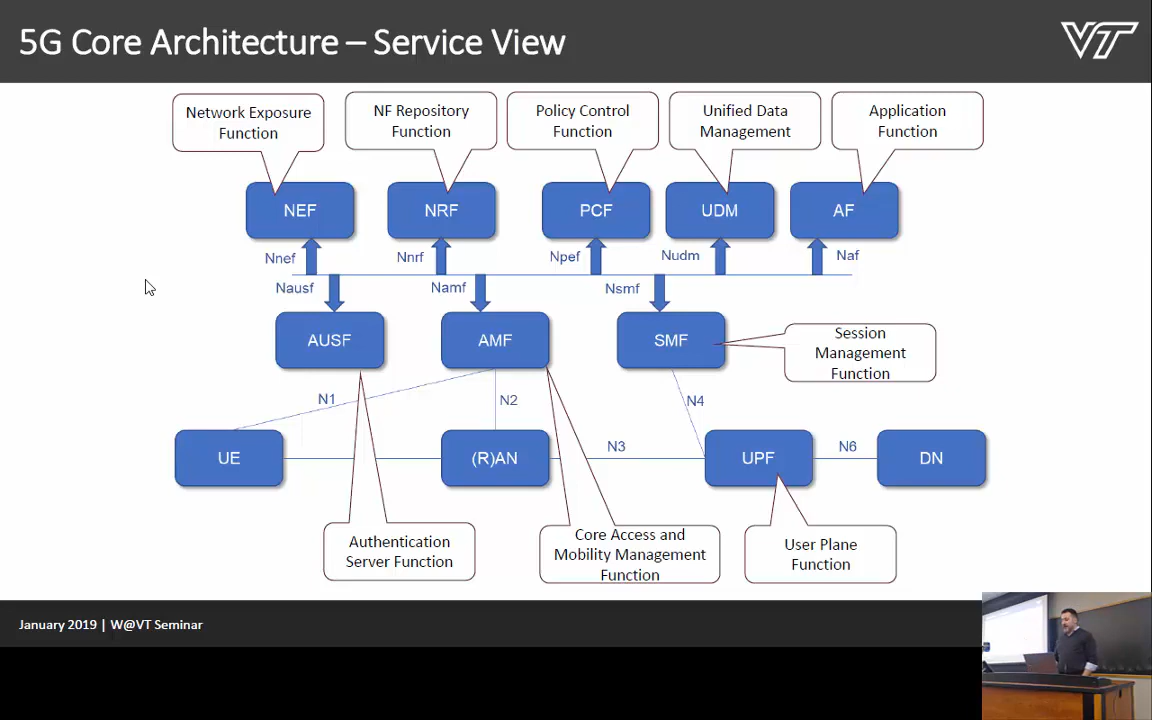 5G Core Architecture – Service View
VT
Network Exposure
Function
NF Repository
Function
Policy Control
Function
Unified Data
Management
Application
Function
NEF
NRF
PCF
UDM
AF
Nnef
Nnrf
Npef
Nudm
Naf
Nausf
Namf
Nsmf
AUSF
AMF
SMF
Session
Management
Function
N1
N2
N4
UE
(R)AN
N3
UPF
N6
DN
Authentication
Server Function
Core Access and
Mobility Management
Function
User Plane
Function
January 2019 | W@VT Seminar